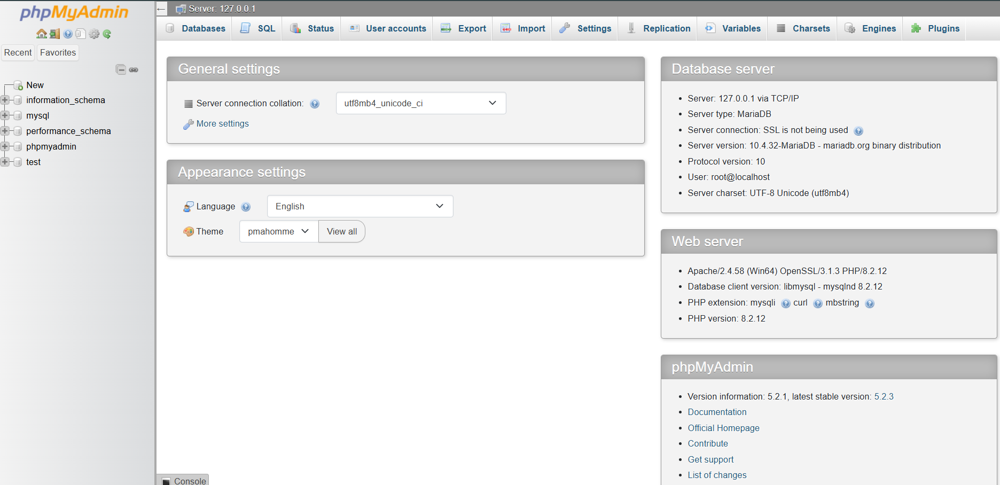 phpMyAdmin
Recent Favorites
New
information_schema
mysql
performance_schema
phpmyadmin
test
Server: 127.0.0.1
Databases SQL Status User accounts Export Import Settings Replication Variables Charsets Engines Plugins
General settings
Server connection collation: utf8mb4_unicode_ci
More settings
Appearance settings
Language English
Theme pmahomme View all
Database server
Server: 127.0.0.1 via TCP/IP
Server type: MariaDB
Server connection: SSL is not being used
Server version: 10.4.32-MariaDB - mariadb.org binary distribution
Protocol version: 10
User: root@localhost
Server charset: UTF-8 Unicode (utf8mb4)
Web server
Apache/2.4.58 (Win64) OpenSSL/3.1.3 PHP/8.2.12
Database client version: libmysql - mysqlnd 8.2.12
PHP extension: mysqli curl mbstring
PHP version: 8.2.12
phpMyAdmin
Version information: 5.2.1, latest stable version: 5.2.3
Documentation
Official Homepage
Contribute
Get support
List of changes
Console